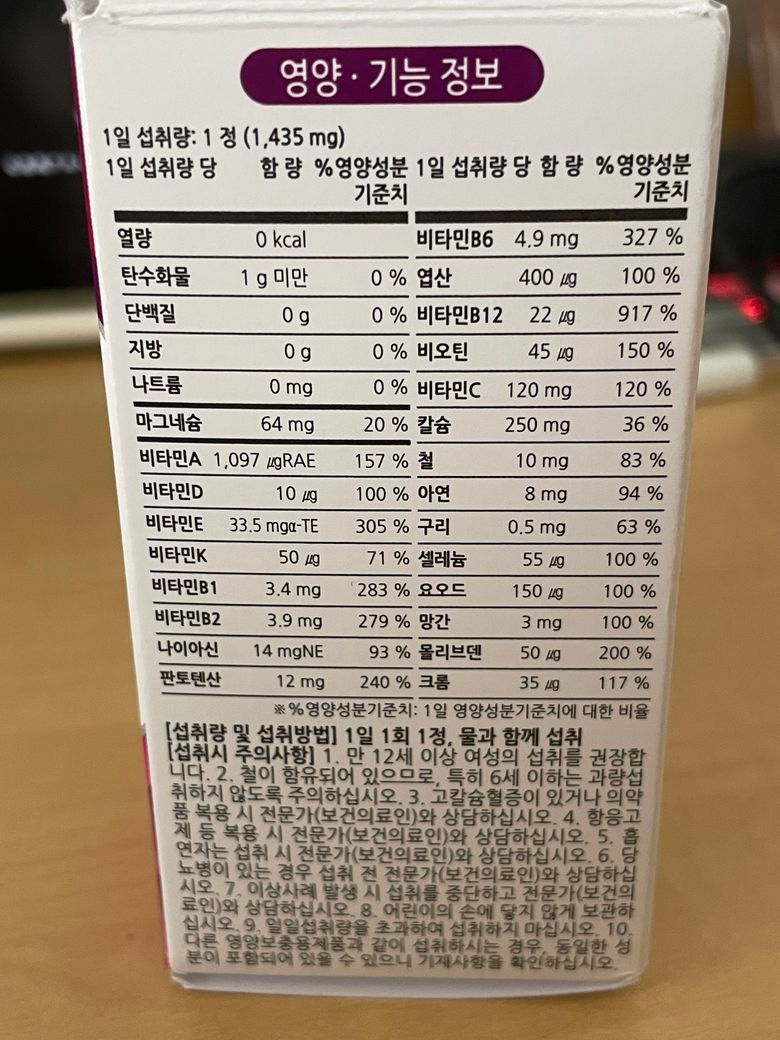 영양·기능 정보
1일 섭취량: 1 정 (1,435 mg)
1일 섭취량 당 함 량 %영양성분 기준치
열량 0 kcal
탄수화물 1 g 미만 0 %
단백질 0 g 0 %
지방 0 g 0 %
나트륨 0 mg 0 %
마그네슘 64 mg 20 %
비타민A 1,097 μgRAE 157 %
비타민D 10 μg 100 %
비타민E 33.5 mgα-TE 305 %
비타민K 50 μg 71 %
비타민B1 3.4 mg 283 %
비타민B2 3.9 mg 279 %
나이아신 14 mgNE 93 %
판토텐산 12 mg 240 %
1일 섭취량 당 함 량 %영양성분 기준치
비타민B6 4.9 mg 327 %
엽산 400 μg 100 %
비타민B12 22 μg 917 %
비오틴 45 μg 150 %
비타민C 120 mg 120 %
칼슘 250 mg 36 %
철 10 mg 83 %
아연 8 mg 94 %
구리 0.5 mg 63 %
셀레늄 55 μg 100 %
요오드 150 μg 100 %
망간 3 mg 100 %
몰리브덴 50 μg 200 %
크롬 35 μg 117 %
※%영양성분기준치: 1일 영양성분기준치에 대한 비율
[섭취량 및 섭취방법] 1일 1회 1정, 물과 함께 섭취
[섭취시 주의사항] 1. 만 12세 이상 여성의 섭취를 권장합
니다. 2. 철이 함유되어 있으므로, 특히 6세 이하는 과량섭
취하지 않도록 주의하십시오. 3. 고칼슘혈증이 있거나 의약
품 복용 시 전문가(보건의료인)와 상담하십시오. 4. 항응고
제 등 복용 시 전문가(보건의료인)와 상담하십시오. 5. 흡
연자는 섭취 시 전문가(보건의료인)와 상담하십시오. 6. 당
뇨병이 있는 경우 섭취 전 전문가(보건의료인)와 상담하십
시오. 7. 이상사례 발생 시 섭취를 중단하고 전문가(보건의
료인)와 상담하십시오. 8. 어린이의 손에 닿지 않게 보관하
십시오. 9. 일일섭취량을 초과하여 섭취하지 마십시오. 10.
다른 영양보충용제품과 같이 섭취하시는 경우, 동일한 성
분이 포함되어 있을 수 있으니 기재사항을 확인하십시오.